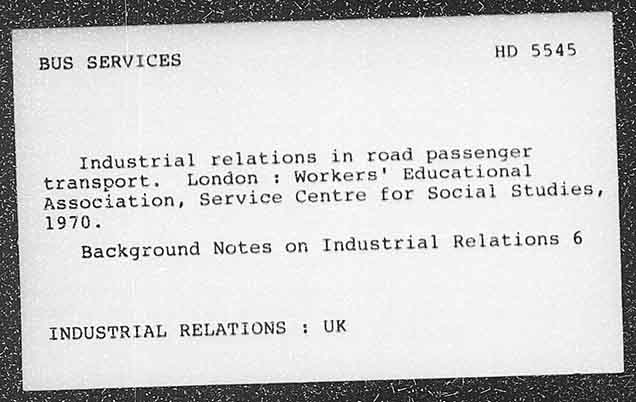 BUS SERVICES
HD 5545
Industrial relations in road passenger
transport. London : Workers' Educational
Association, Service Centre for Social Studies,
1970.
Background Notes on Industrial Relations 6
INDUSTRIAL RELATIONS : UK